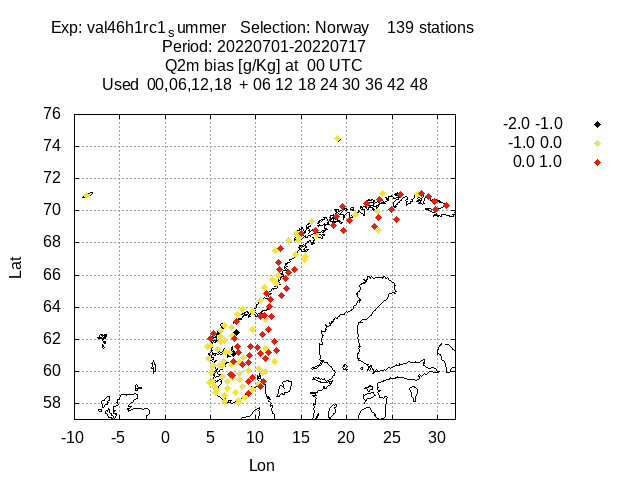 Exp: val46h1rc1summer Selection: Norway 139 stations
Period: 20220701-20220717
Q2m bias [g/Kg] at 00 UTC
Used 00,06,12,18 + 06 12 18 24 30 36 42 48
-2.0 -1.0
-1.0 0.0
0.0 1.0
76
74
72
70
68
66
64
62
60
58
Lat
-10 -5 0 5 10 15 20 25 30
Lon